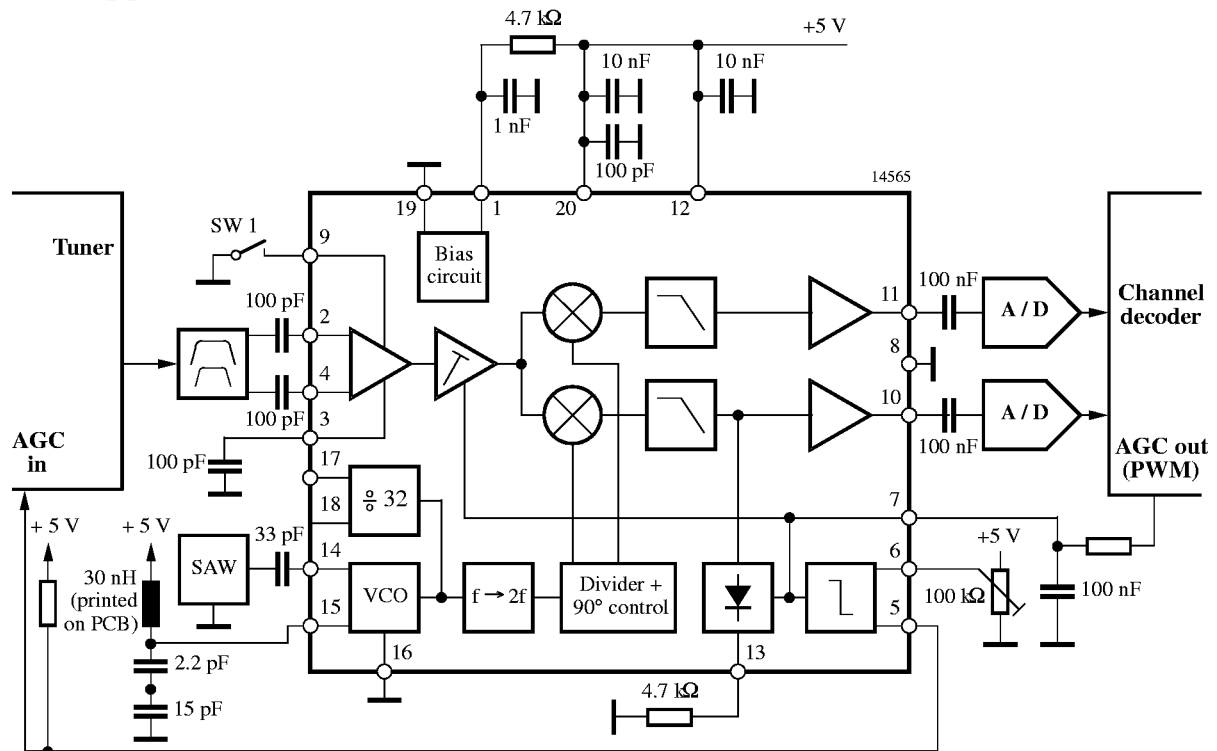 4.7 kΩ
+5 V
10 nF
10 nF
1 nF
100 pF
14565
19
1
20
12
Tuner
SW 1
9
Bias
circuit
100 pF
2
4
100 pF
3
100 nF
11
A / D
Channel
decoder
8
10
100 nF
A / D
AGC
in
100 pF
17
18
÷ 32
AGC out
(PWM)
7
+ 5 V
+ 5 V
33 pF
SAW
14
30 nH
(printed
on PCB)
15
VCO
f → 2f
Divider +
90° control
6
+5 V
100 kΩ
5
100 nF
16
13
2.2 pF
15 pF
4.7 kΩ